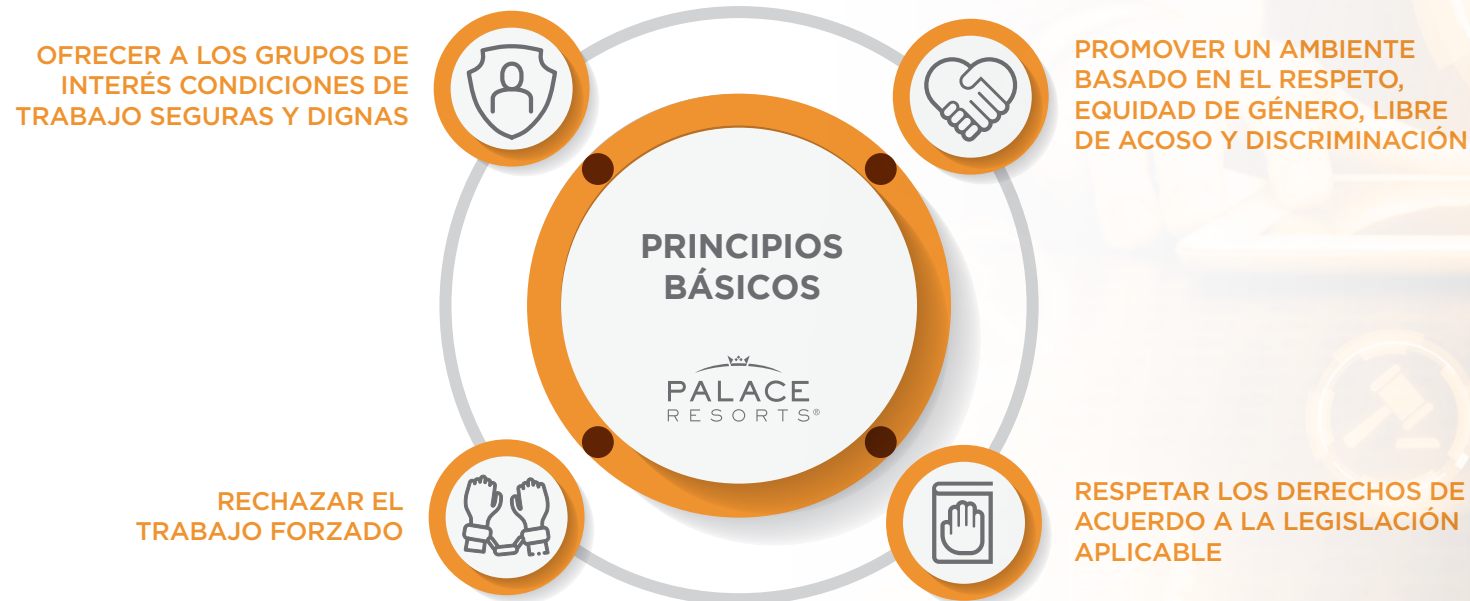 OFRECER A LOS GRUPOS DE
INTERÉS CONDICIONES DE
TRABAJO SEGURAS Y DIGNAS
PROMOVER UN AMBIENTE
BASADO EN EL RESPETO,
EQUIDAD DE GÉNERO, LIBRE
DE ACOSO Y DISCRIMINACIÓN
PRINCIPIOS
BÁSICOS
PALACE
RESORTS®
RECHAZAR EL
TRABAJO FORZADO
RESPETAR LOS DERECHOS DE
ACUERDO A LA LEGISLACIÓN
APLICABLE